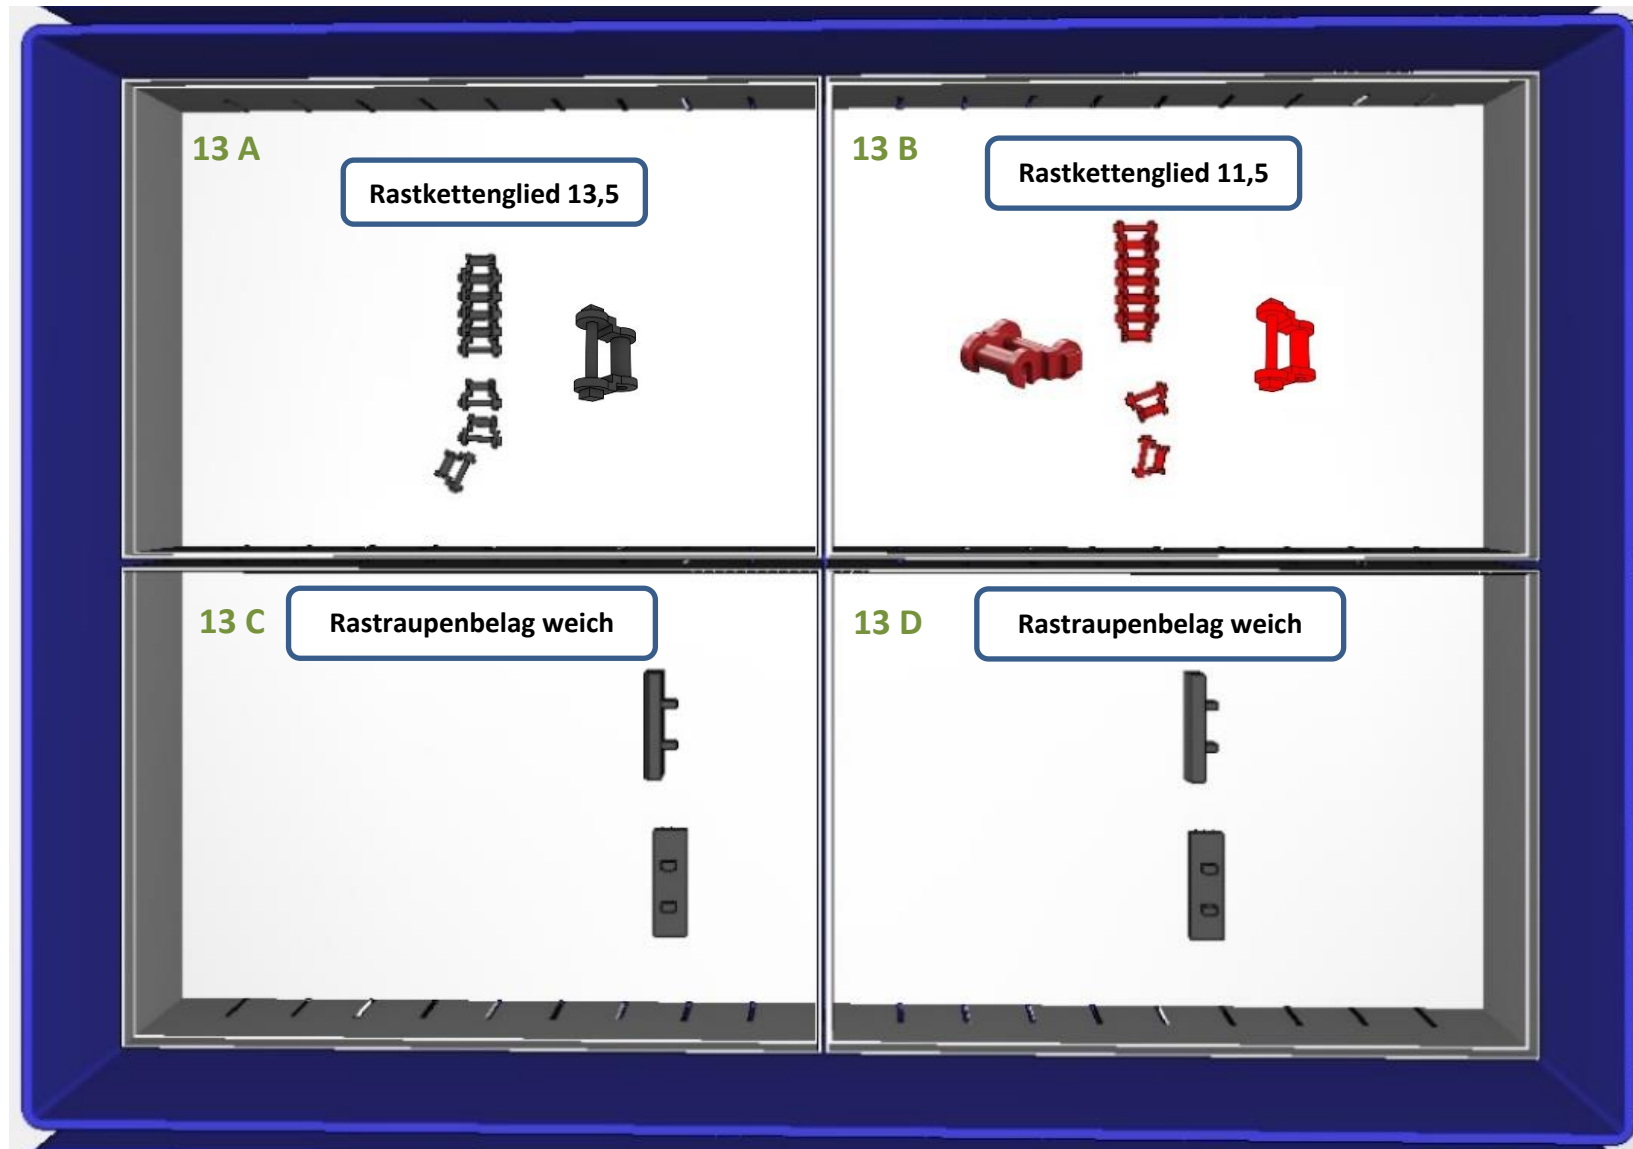 13 A
Rastkettenglied 13,5
13 B
Rastkettenglied 11,5
13 C
Rastraupenbelag weich
13 D
Rastraupenbelag weich